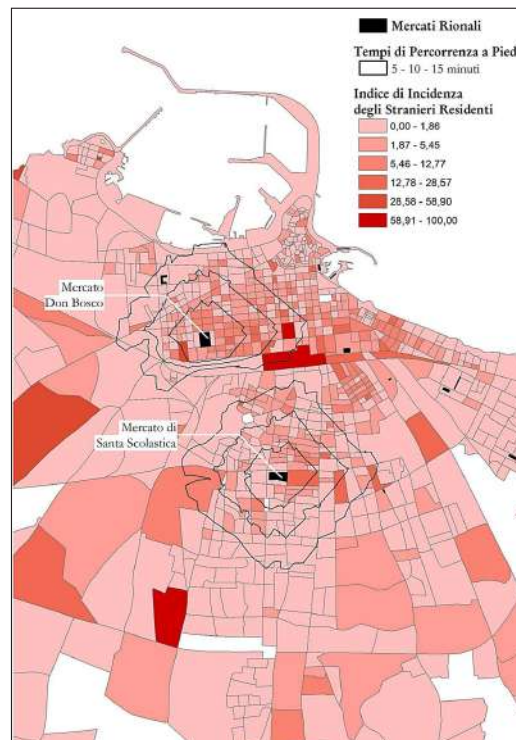 Mercati Rionali
Tempi di Percorrenza a Piedi
5 - 10 - 15 minuti
Indice di Incidenza
degli Stranieri Residenti
0,00 - 1,86
1,87 - 5,45
5,46 - 12,77
12,78 - 28,57
28,58 - 58,90
58,91 - 100,00
Mercato
Don Bosco
Mercato di
Santa Scolastica